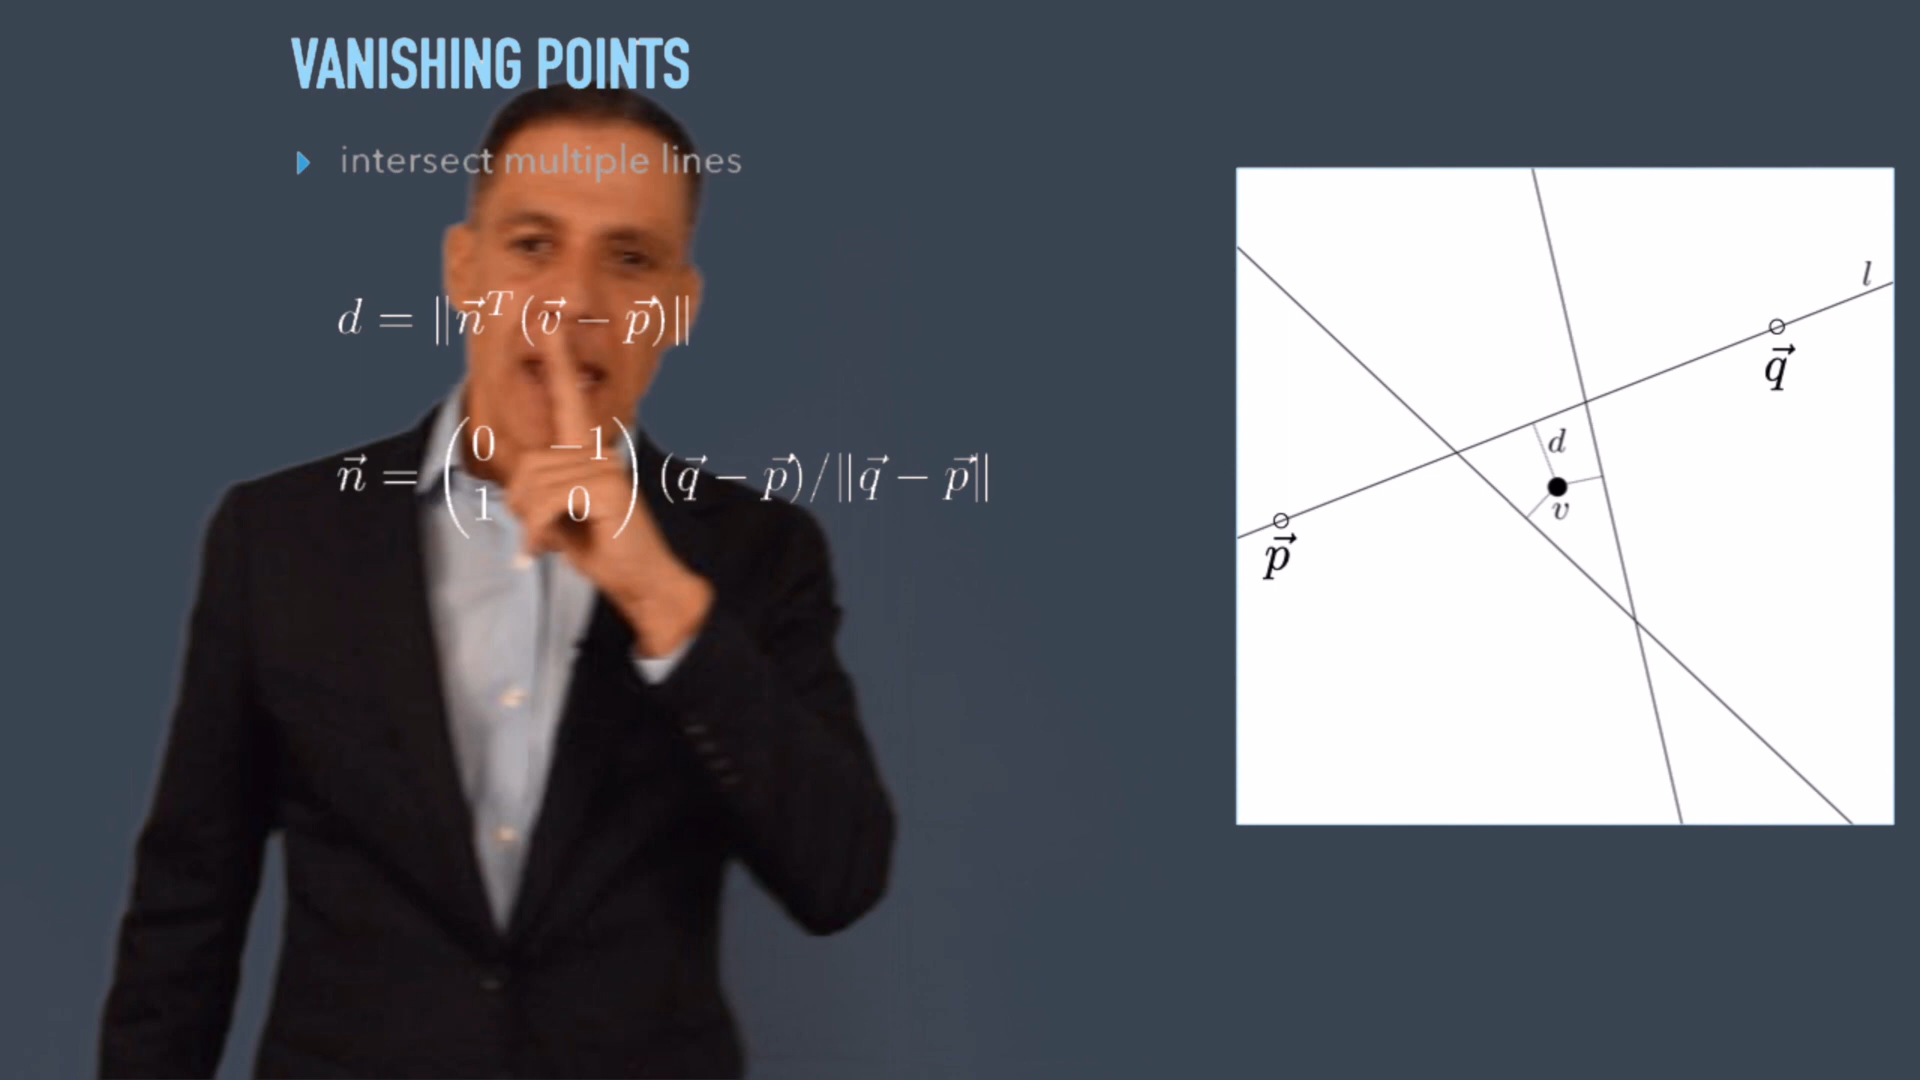 VANISHING POINTS
intersect multiple lines
d = ‖n⃗ᵀ(v⃗ − p⃗)‖
n⃗ = (0 −1
1 0) (q⃗ − p⃗)/‖q⃗ − p⃗‖
l
q⃗
d
v
p⃗